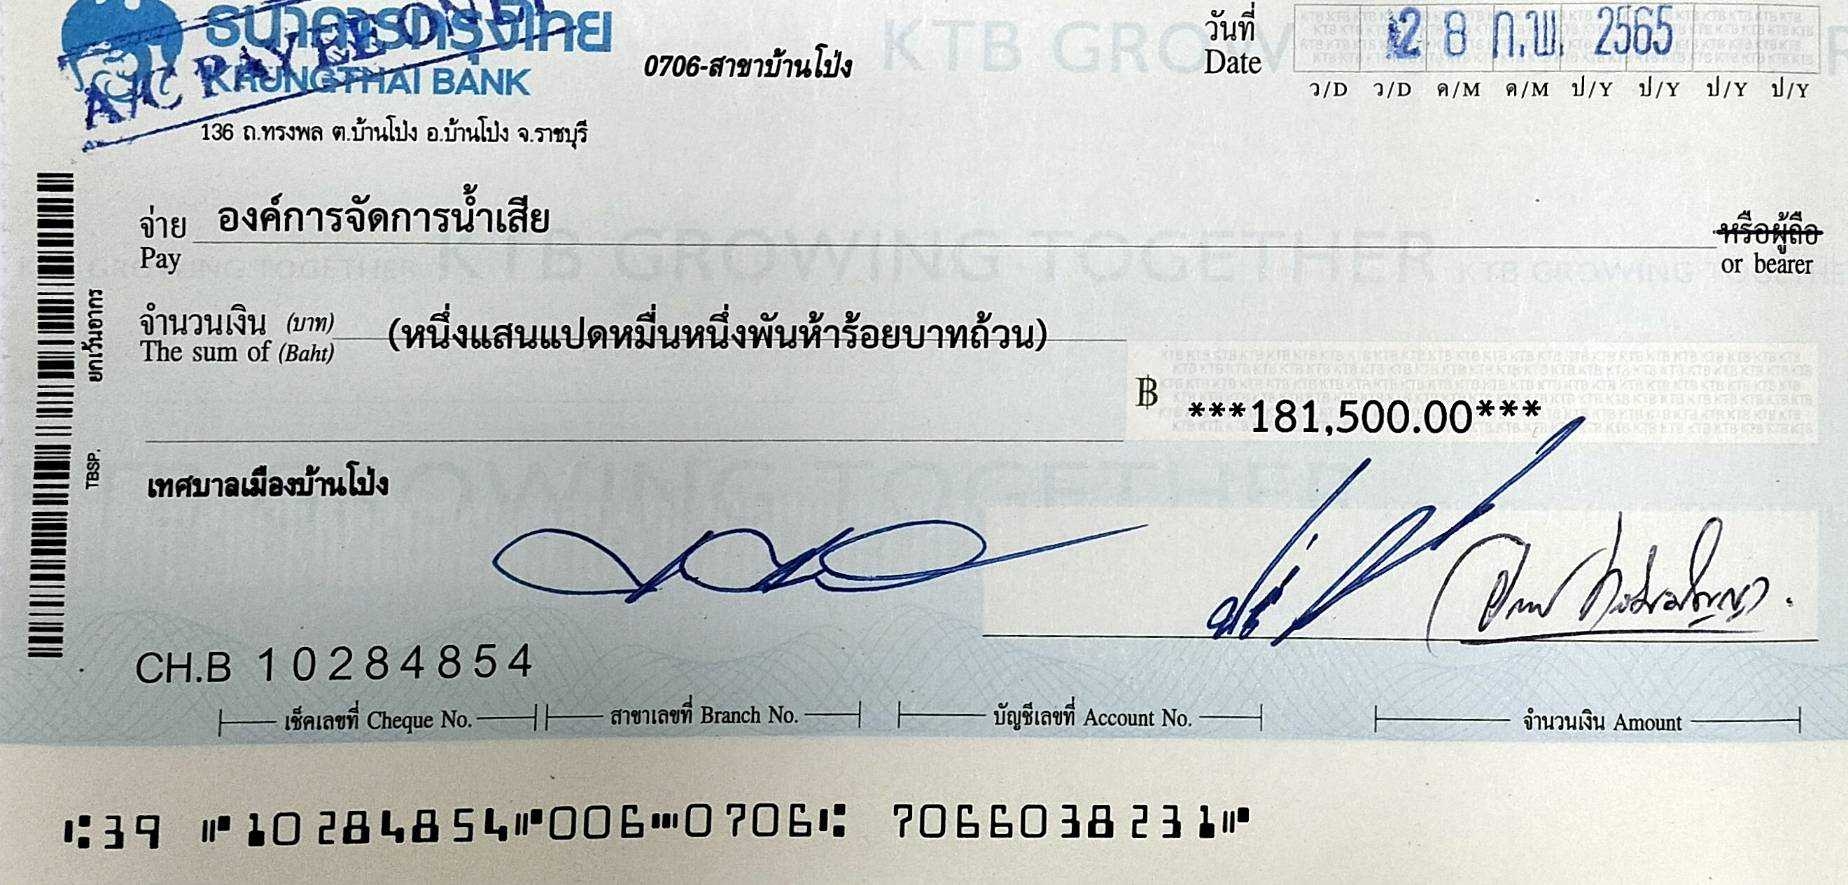 ธนาคารกรุงไทย
KRUNGTHAI BANK
A/C PAYEE ONLY
0706-สาขาบ้านโป่ง
136 ถ.ทรงพล ต.บ้านโป่ง อ.บ้านโป่ง จ.ราชบุรี
วันที่ 28 ก.พ. 2565
Date
ว/D ว/D ด/M ด/M ป/Y ป/Y ป/Y ป/Y
จ่าย องค์การจัดการน้ำเสีย หรือผู้ถือ
Pay or bearer
KTB GROWING TOGETHER
จำนวนเงิน (บาท) (หนึ่งแสนแปดหมื่นหนึ่งพันห้าร้อยบาทถ้วน)
The sum of (Baht)
฿ ***181,500.00***
ยกเว้นอากร
TBSP.
เทศบาลเมืองบ้านโป่ง
CH.B 10284854
เช็คเลขที่ Cheque No. สาขาเลขที่ Branch No. บัญชีเลขที่ Account No. จำนวนเงิน Amount
39 10284854 006 0706 7066038231